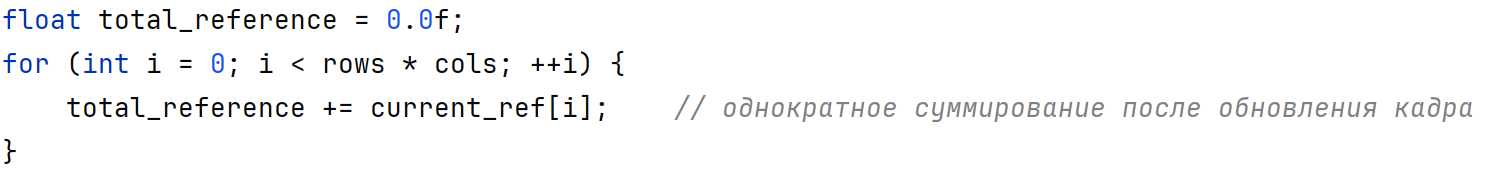 float total_reference = 0.0f;
for (int i = 0; i < rows * cols; ++i) {
    total_reference += current_ref[i];    // однократное суммирование после обновления кадра
}